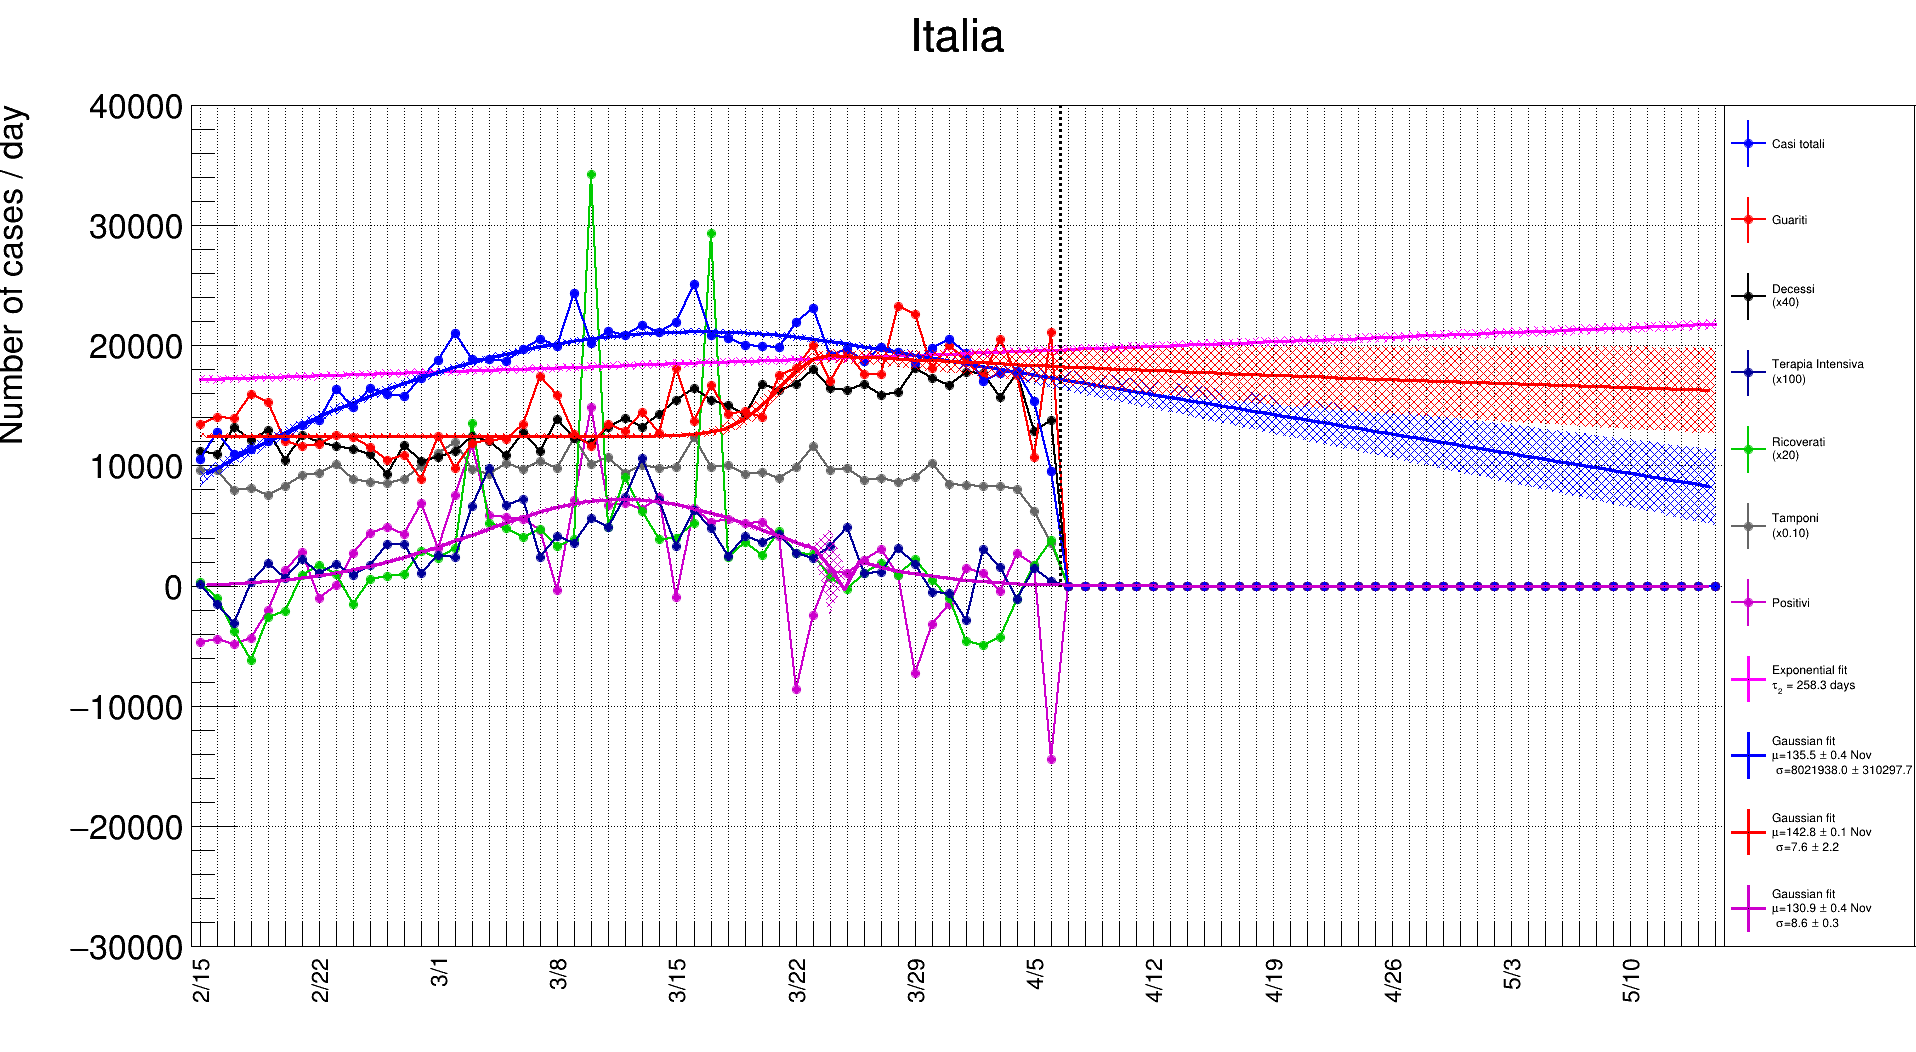 Italia
Number of cases / day
40000
30000
20000
10000
0
−10000
−20000
−30000
2/15
2/22
3/1
3/8
3/15
3/22
3/29
4/5
4/12
4/19
4/26
5/3
5/10
Casi totali
Guariti
Decessi
(x40)
Terapia Intensiva
(x100)
Ricoverati
(x20)
Tamponi
(x0.10)
Positivi
Exponential fit
τ2 = 258.3 days
Gaussian fit
μ=135.5 ± 0.4 Nov
σ=8021938.0 ± 310297.7
Gaussian fit
μ=142.8 ± 0.1 Nov
σ=7.6 ± 2.2
Gaussian fit
μ=130.9 ± 0.4 Nov
σ=8.6 ± 0.3